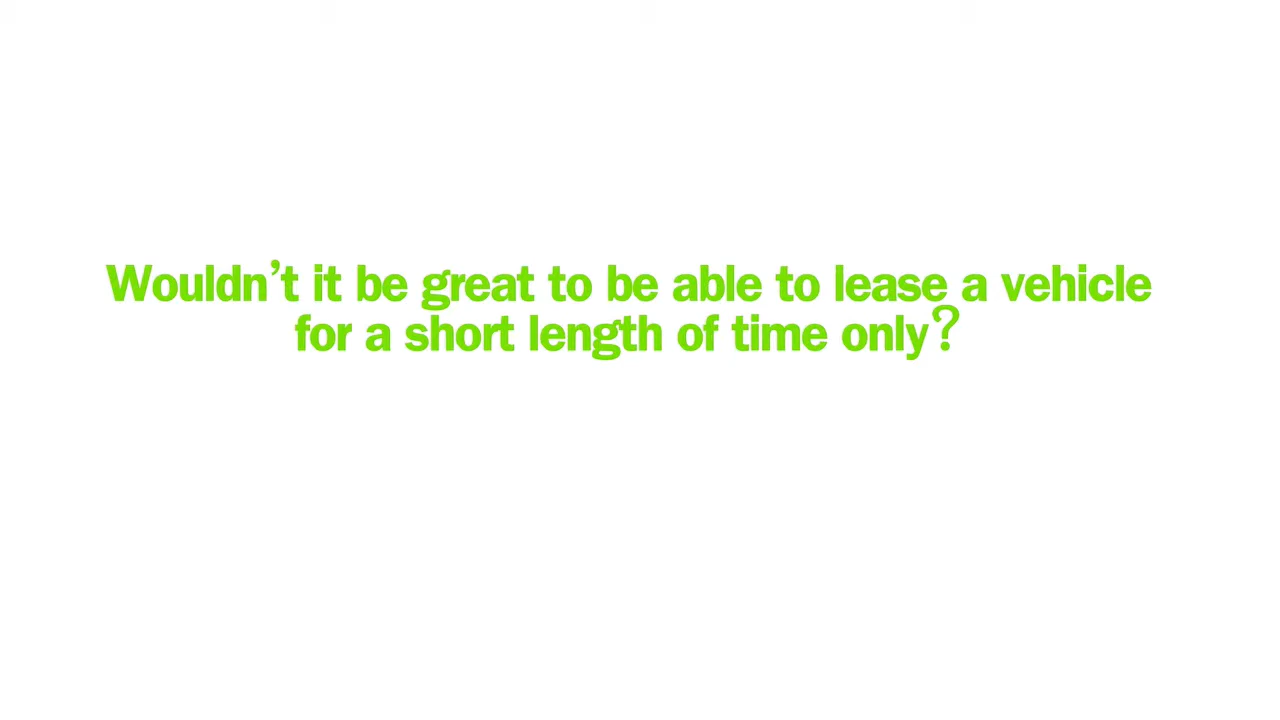 Wouldn’t it be great to be able to lease a vehicle
for a short length of time only?